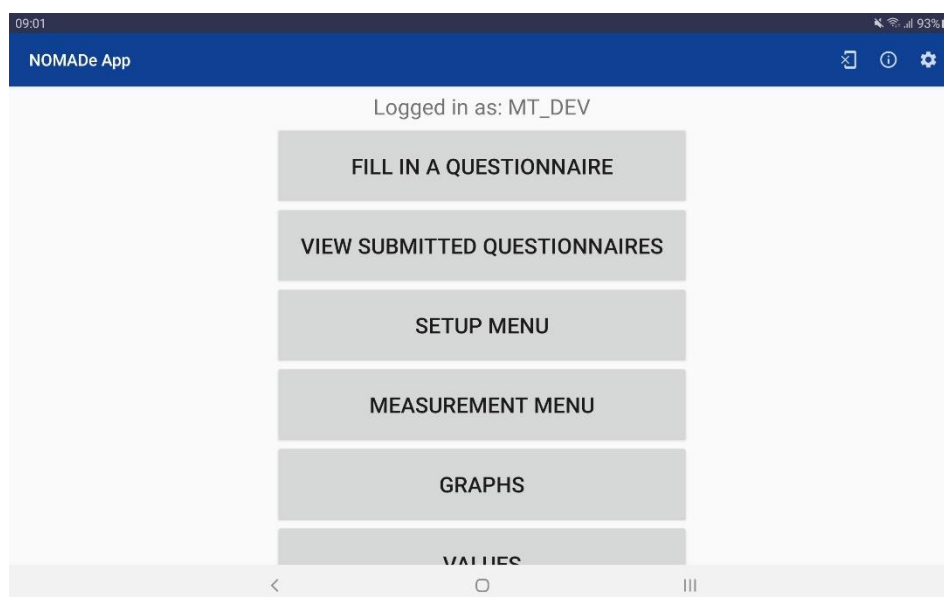 09:01 93%
NOMADe App
Logged in as: MT_DEV
FILL IN A QUESTIONNAIRE
VIEW SUBMITTED QUESTIONNAIRES
SETUP MENU
MEASUREMENT MENU
GRAPHS
VALUES